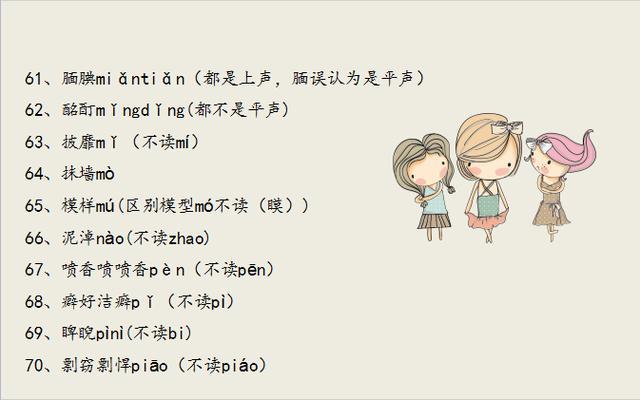 61、腼腆miǎntiǎn（都是上声，腼误认为是平声）
62、酩酊mǐngdǐng(都不是平声)
63、披靡mǐ（不读mí）
64、抹墙mò
65、模样mú(区别模型mó不读（瞙）)
66、泥淖nào(不读zhao)
67、喷香喷喷香pèn（不读pēn）
68、癖好洁癖pǐ（不读pì）
69、睥睨pìnì(不读bi)
70、剽窃剽悍piāo（不读piáo）